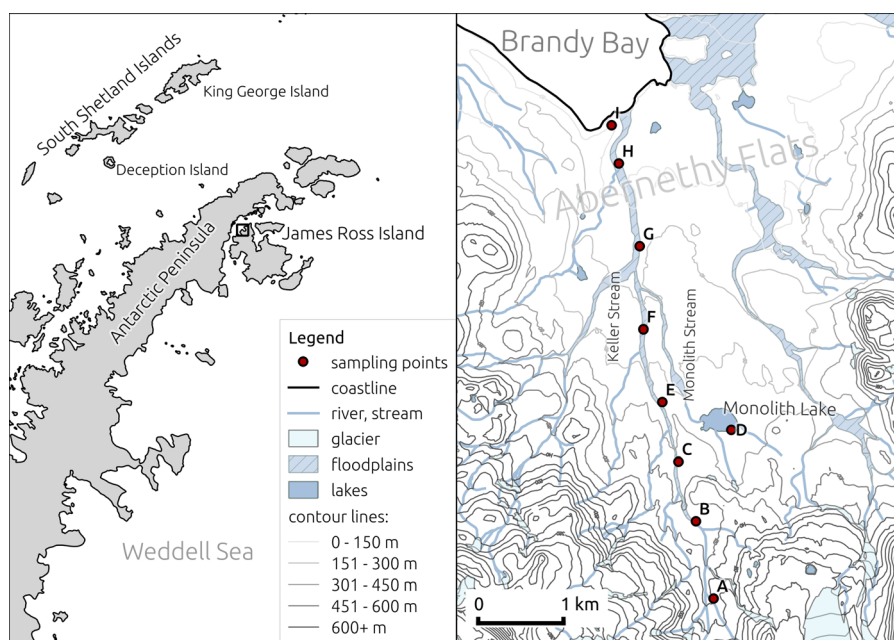 South Shetland Islands
King George Island
Deception Island
James Ross Island
Antarctic Peninsula
Weddell Sea
Legend
sampling points
coastline
river, stream
glacier
floodplains
lakes
contour lines:
0 - 150 m
151 - 300 m
301 - 450 m
451 - 600 m
600+ m
Brandy Bay
I
H
Abernethy Flats
G
Keller Stream
Monolith Stream
F
E
Monolith Lake
D
C
B
A
0 1 km